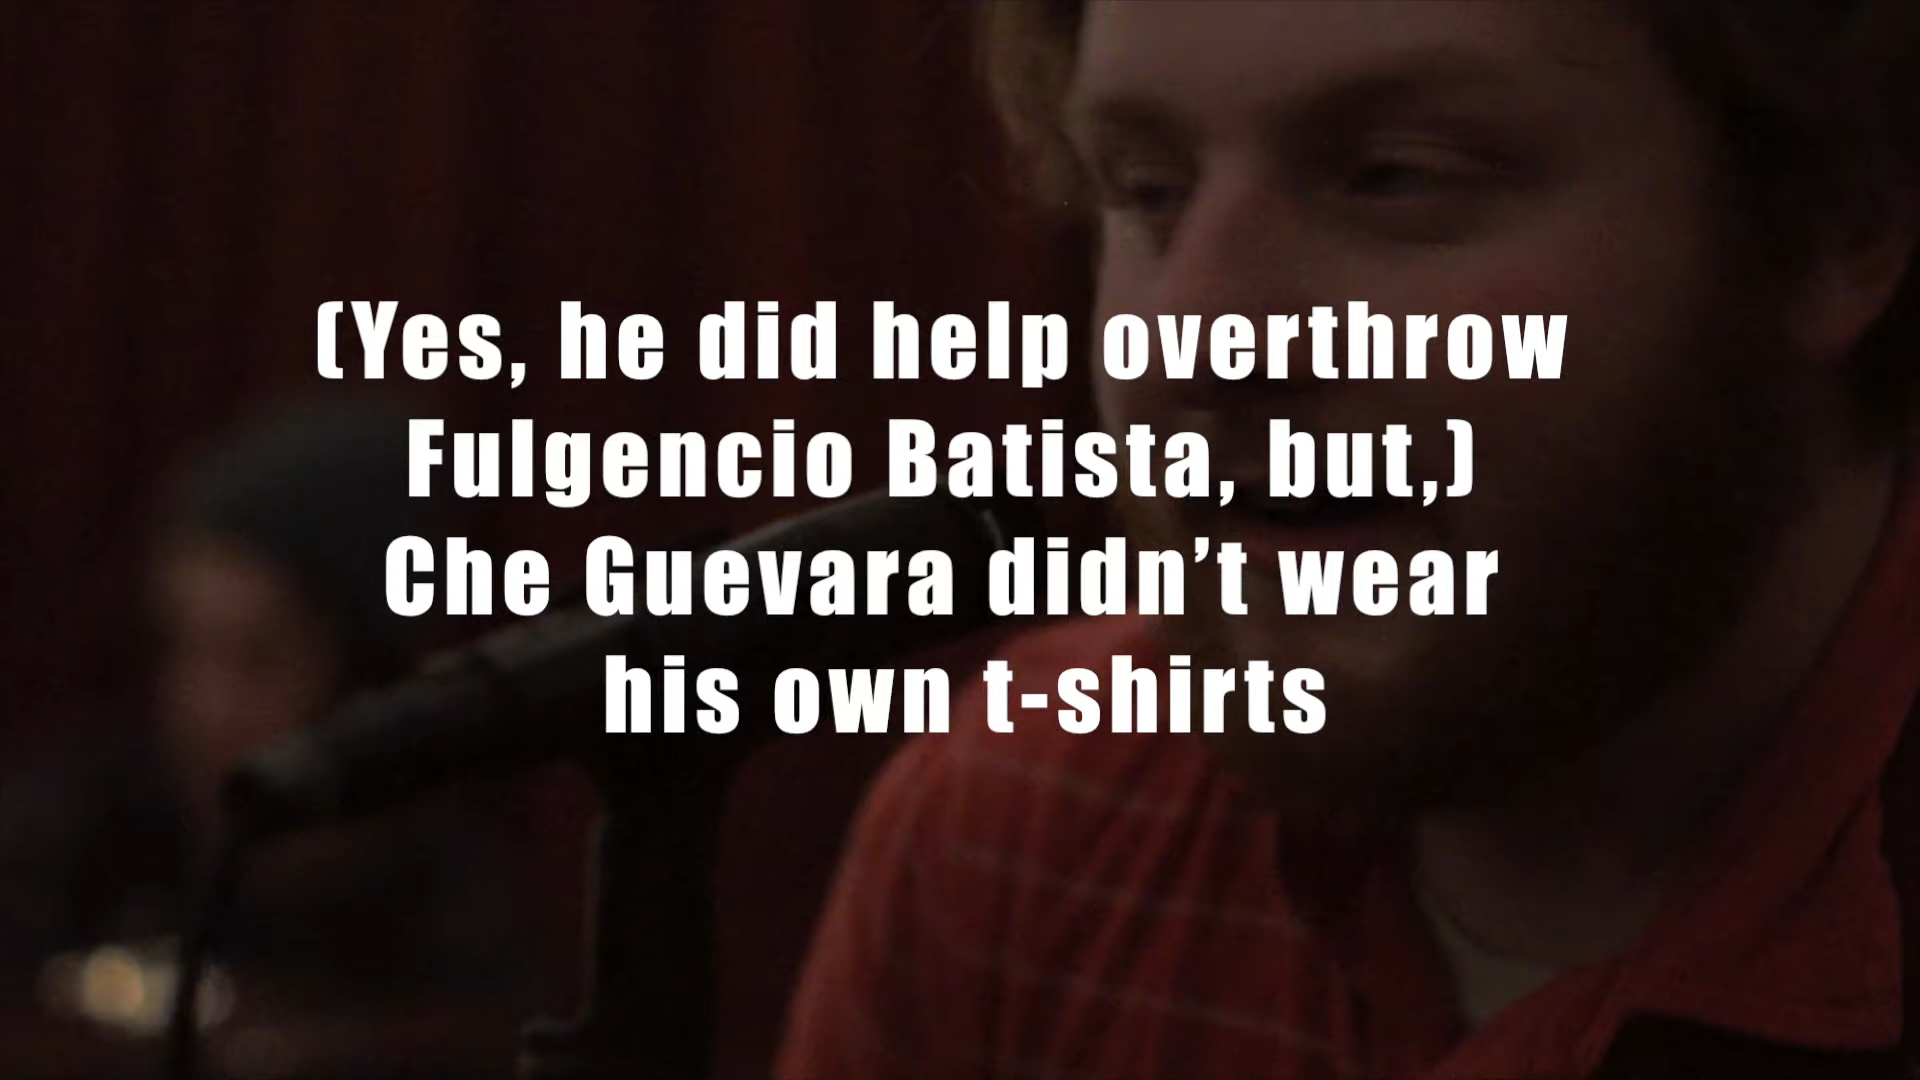 (Yes, he did help overthrow
Fulgencio Batista, but,)
Che Guevara didn’t wear
his own t-shirts